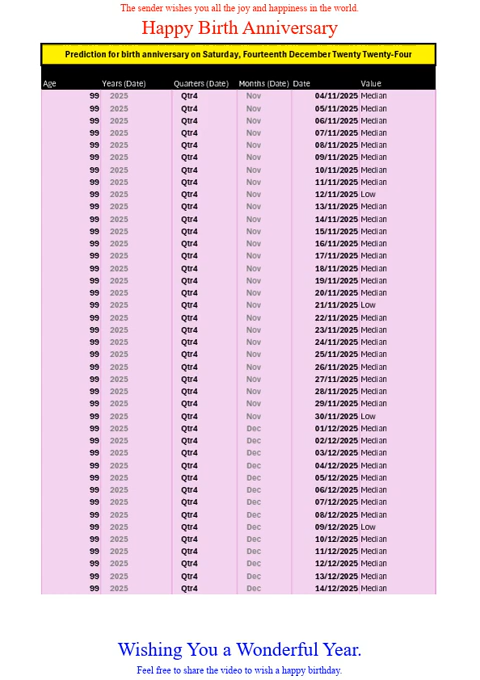 The sender wishes you all the joy and happiness in the world.
Happy Birth Anniversary
Prediction for birth anniversary on Saturday, Fourteenth December Twenty Twenty-Four
Age Years (Date) Quarters (Date) Months (Date) Date Value
99 2025 Qtr4 Nov 04/11/2025 Median
99 2025 Qtr4 Nov 05/11/2025 Median
99 2025 Qtr4 Nov 06/11/2025 Median
99 2025 Qtr4 Nov 07/11/2025 Median
99 2025 Qtr4 Nov 08/11/2025 Median
99 2025 Qtr4 Nov 09/11/2025 Median
99 2025 Qtr4 Nov 10/11/2025 Median
99 2025 Qtr4 Nov 11/11/2025 Median
99 2025 Qtr4 Nov 12/11/2025 Low
99 2025 Qtr4 Nov 13/11/2025 Median
99 2025 Qtr4 Nov 14/11/2025 Median
99 2025 Qtr4 Nov 15/11/2025 Median
99 2025 Qtr4 Nov 16/11/2025 Median
99 2025 Qtr4 Nov 17/11/2025 Median
99 2025 Qtr4 Nov 18/11/2025 Median
99 2025 Qtr4 Nov 19/11/2025 Median
99 2025 Qtr4 Nov 20/11/2025 Median
99 2025 Qtr4 Nov 21/11/2025 Low
99 2025 Qtr4 Nov 22/11/2025 Median
99 2025 Qtr4 Nov 23/11/2025 Median
99 2025 Qtr4 Nov 24/11/2025 Median
99 2025 Qtr4 Nov 25/11/2025 Median
99 2025 Qtr4 Nov 26/11/2025 Median
99 2025 Qtr4 Nov 27/11/2025 Median
99 2025 Qtr4 Nov 28/11/2025 Median
99 2025 Qtr4 Nov 29/11/2025 Median
99 2025 Qtr4 Nov 30/11/2025 Low
99 2025 Qtr4 Dec 01/12/2025 Median
99 2025 Qtr4 Dec 02/12/2025 Median
99 2025 Qtr4 Dec 03/12/2025 Median
99 2025 Qtr4 Dec 04/12/2025 Median
99 2025 Qtr4 Dec 05/12/2025 Median
99 2025 Qtr4 Dec 06/12/2025 Median
99 2025 Qtr4 Dec 07/12/2025 Median
99 2025 Qtr4 Dec 08/12/2025 Median
99 2025 Qtr4 Dec 09/12/2025 Low
99 2025 Qtr4 Dec 10/12/2025 Median
99 2025 Qtr4 Dec 11/12/2025 Median
99 2025 Qtr4 Dec 12/12/2025 Median
99 2025 Qtr4 Dec 13/12/2025 Median
99 2025 Qtr4 Dec 14/12/2025 Median
Wishing You a Wonderful Year.
Feel free to share the video to wish a happy birthday.